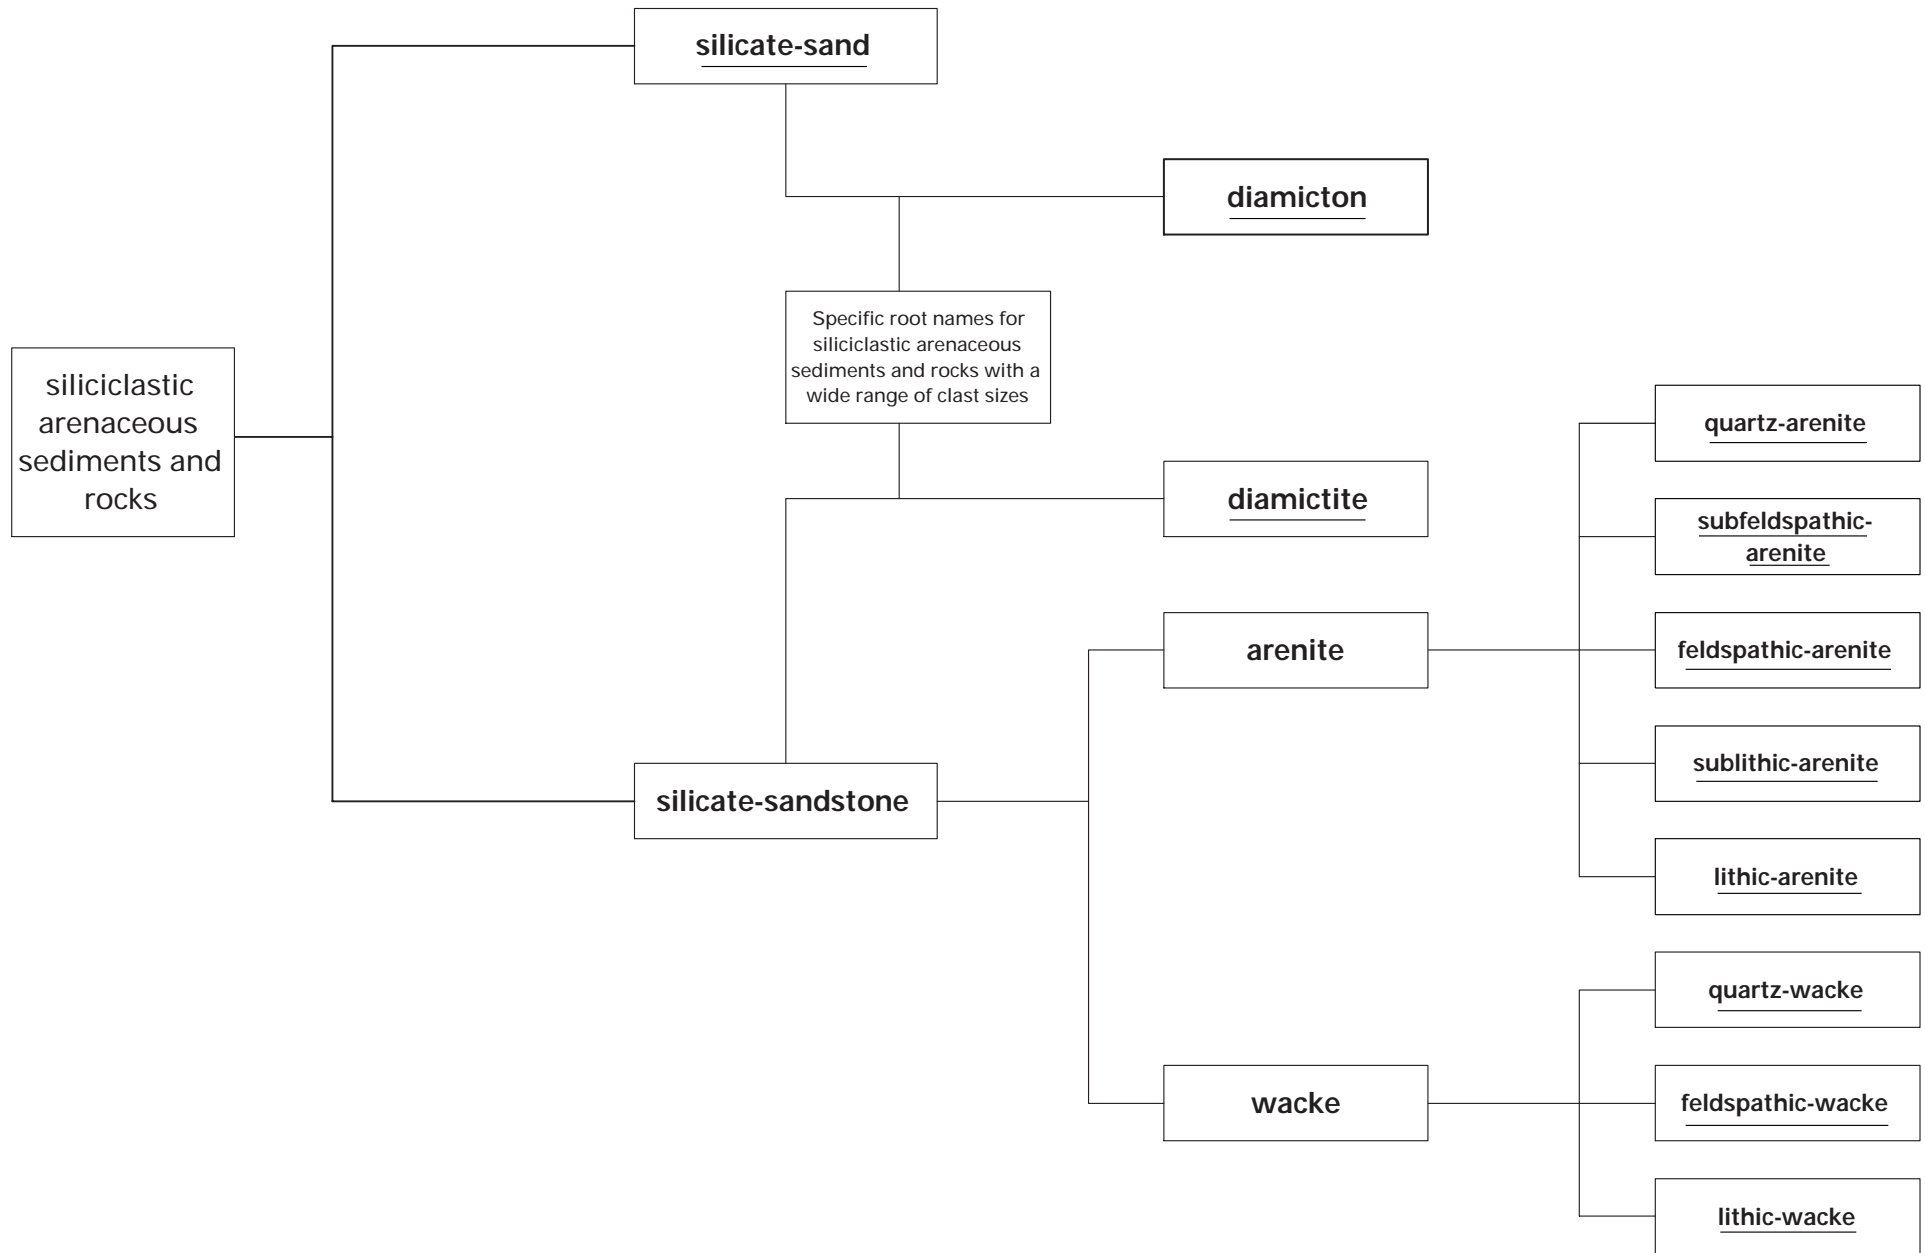 silicate-sand
diamicton
Specific root names for
siliciclastic arenaceous
sediments and rocks with a
wide range of clast sizes
siliciclastic
arenaceous
sediments and
rocks
quartz-arenite
diamictite
subfeldspathic-
arenite
arenite
feldspathic-arenite
sublithic-arenite
silicate-sandstone
lithic-arenite
quartz-wacke
wacke
feldspathic-wacke
lithic-wacke